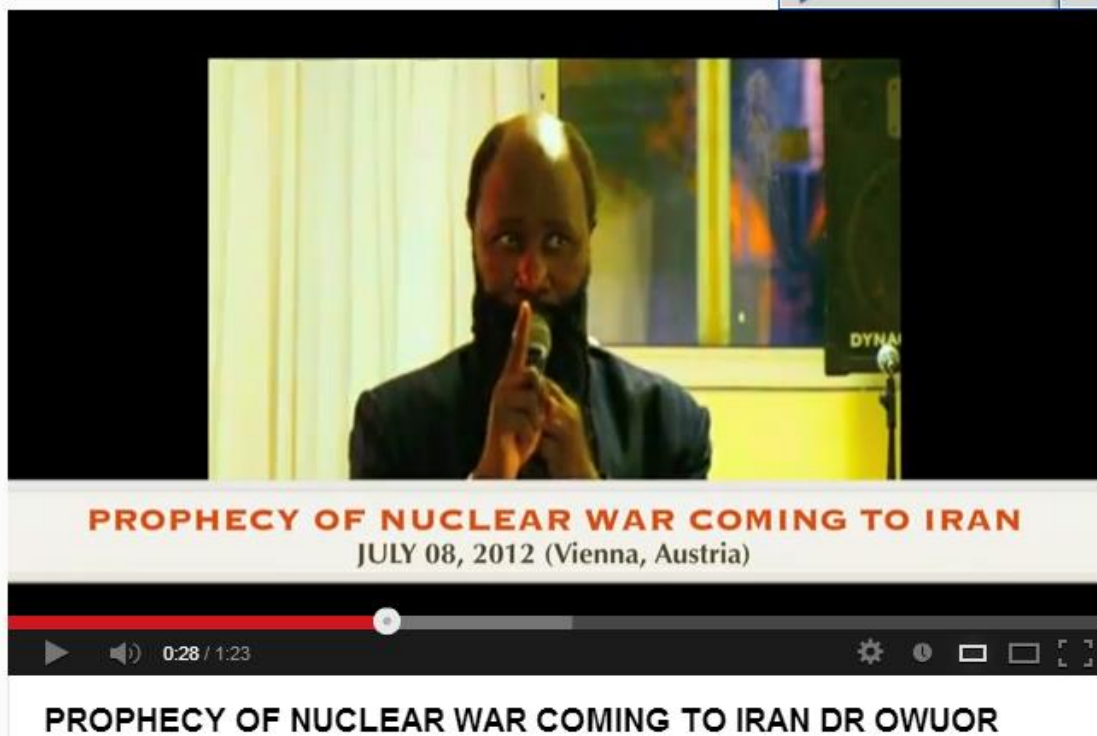 DYNA
PROPHECY OF NUCLEAR WAR COMING TO IRAN
JULY 08, 2012 (Vienna, Austria)
0:28 / 1:23
PROPHECY OF NUCLEAR WAR COMING TO IRAN DR OWUOR